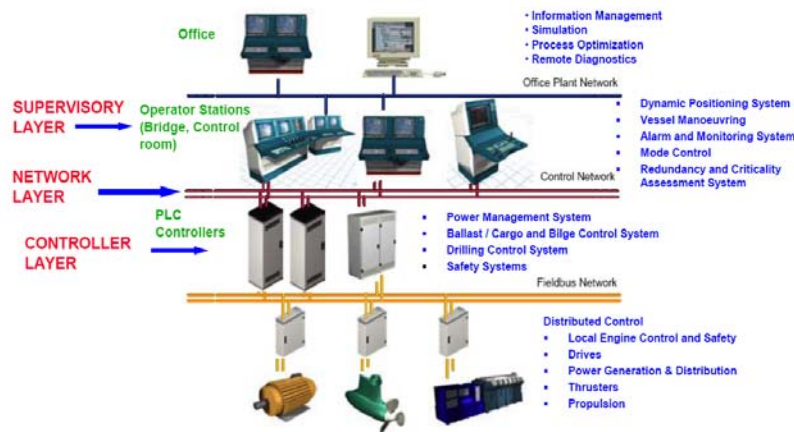 Office
• Information Management
• Simulation
• Process Optimization
• Remote Diagnostics
Office Plant Network
SUPERVISORY
LAYER
Operator Stations
(Bridge, Control
room)
▪ Dynamic Positioning System
▪ Vessel Manoeuvring
▪ Alarm and Monitoring System
▪ Mode Control
▪ Redundancy and Criticality
Assessment System
NETWORK
LAYER
Control Network
PLC
Controllers
CONTROLLER
LAYER
▪ Power Management System
▪ Ballast / Cargo and Bilge Control System
▪ Drilling Control System
▪ Safety Systems
Fieldbus Network
Distributed Control
▪ Local Engine Control and Safety
▪ Drives
▪ Power Generation & Distribution
▪ Thrusters
▪ Propulsion